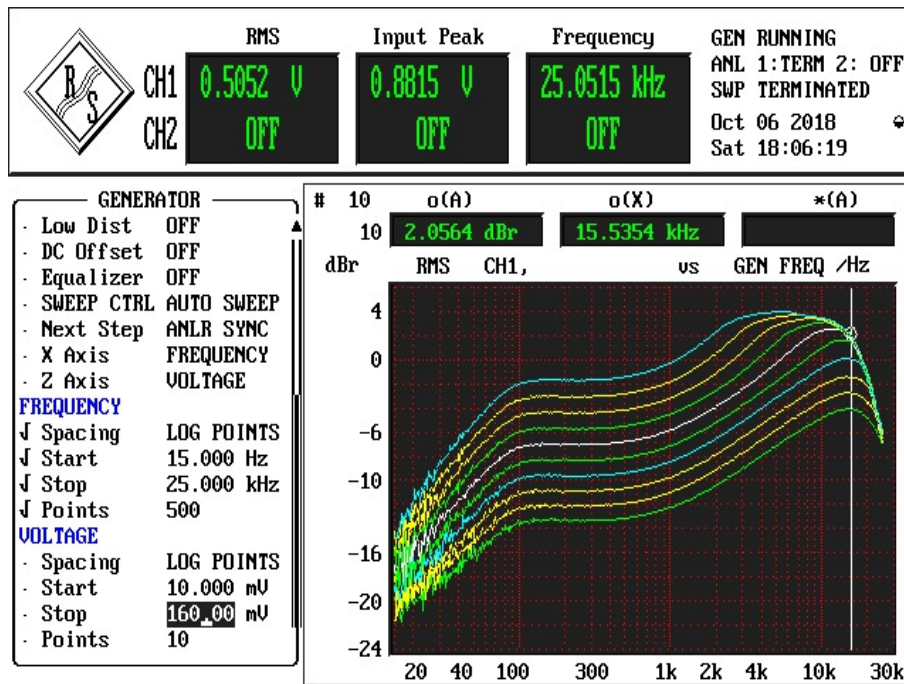 RMS Input Peak Frequency GEN RUNNING
CH1 0.5052 V 0.8815 V 25.0515 kHz ANL 1:TERM 2: OFF
SWP TERMINATED
CH2 OFF OFF OFF Oct 06 2018
Sat 18:06:19
R S
GENERATOR
· Low Dist OFF
· DC Offset OFF
· Equalizer OFF
· SWEEP CTRL AUTO SWEEP
· Next Step ANLR SYNC
· X Axis FREQUENCY
· Z Axis VOLTAGE
FREQUENCY
√ Spacing LOG POINTS
√ Start 15.000 Hz
√ Stop 25.000 kHz
√ Points 500
VOLTAGE
· Spacing LOG POINTS
· Start 10.000 mV
· Stop 160.00 mV
· Points 10
# 10 o(A) o(X) *(A)
10 2.0564 dBr 15.5354 kHz
dBr RMS CH1, vs GEN FREQ /Hz
4
0
-6
-10
-16
-20
-24
20 40 100 300 1k 2k 4k 10k 30k